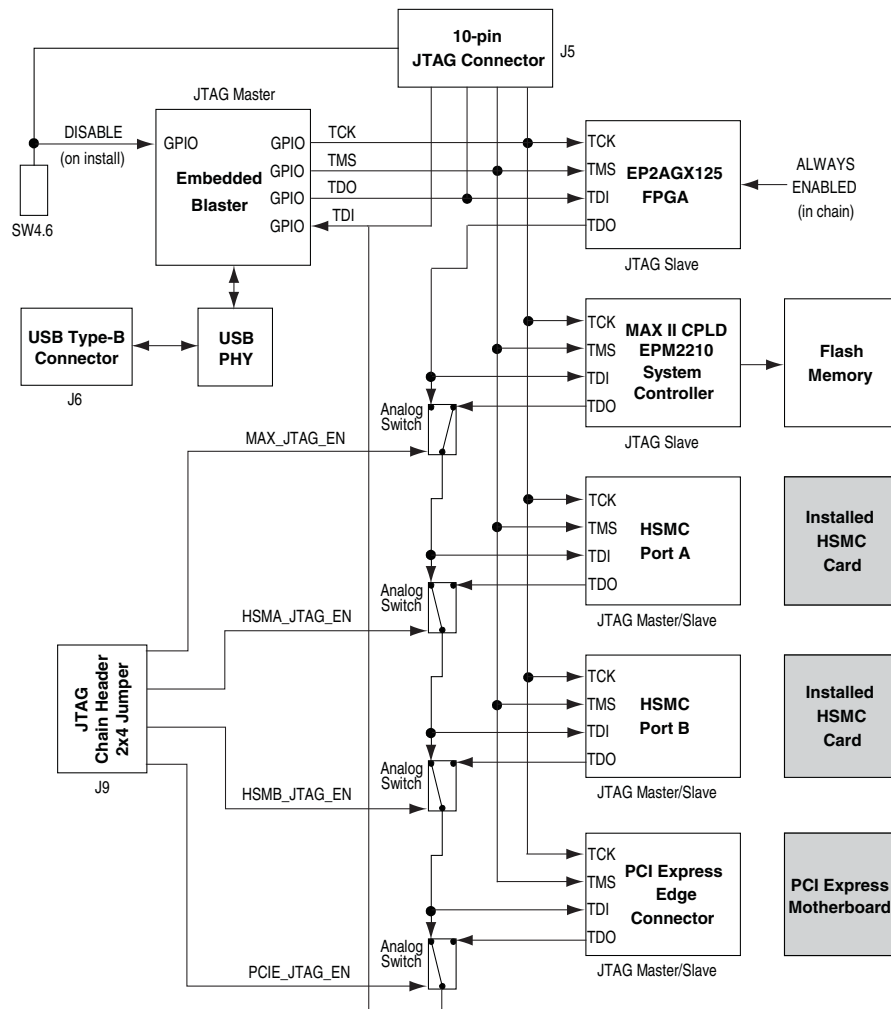 10-pin
JTAG Connector
J5
JTAG Master
DISABLE
(on install)
SW4.6
GPIO
GPIO
GPIO
GPIO
GPIO
Embedded
Blaster
TCK
TMS
TDO
TDI
TCK
TMS
TDI
TDO
EP2AGX125
FPGA
JTAG Slave
ALWAYS
ENABLED
(in chain)
USB Type-B
Connector
J6
USB
PHY
TCK
TMS
TDI
TDO
MAX II CPLD
EPM2210
System
Controller
JTAG Slave
Flash
Memory
Analog
Switch
MAX_JTAG_EN
TCK
TMS
TDI
TDO
HSMC
Port A
JTAG Master/Slave
Installed
HSMC
Card
Analog
Switch
HSMA_JTAG_EN
JTAG
Chain Header
2x4 Jumper
J9
TCK
TMS
TDI
TDO
HSMC
Port B
JTAG Master/Slave
Installed
HSMC
Card
Analog
Switch
HSMB_JTAG_EN
TCK
TMS
TDI
TDO
PCI Express
Edge
Connector
JTAG Master/Slave
PCI Express
Motherboard
Analog
Switch
PCIE_JTAG_EN